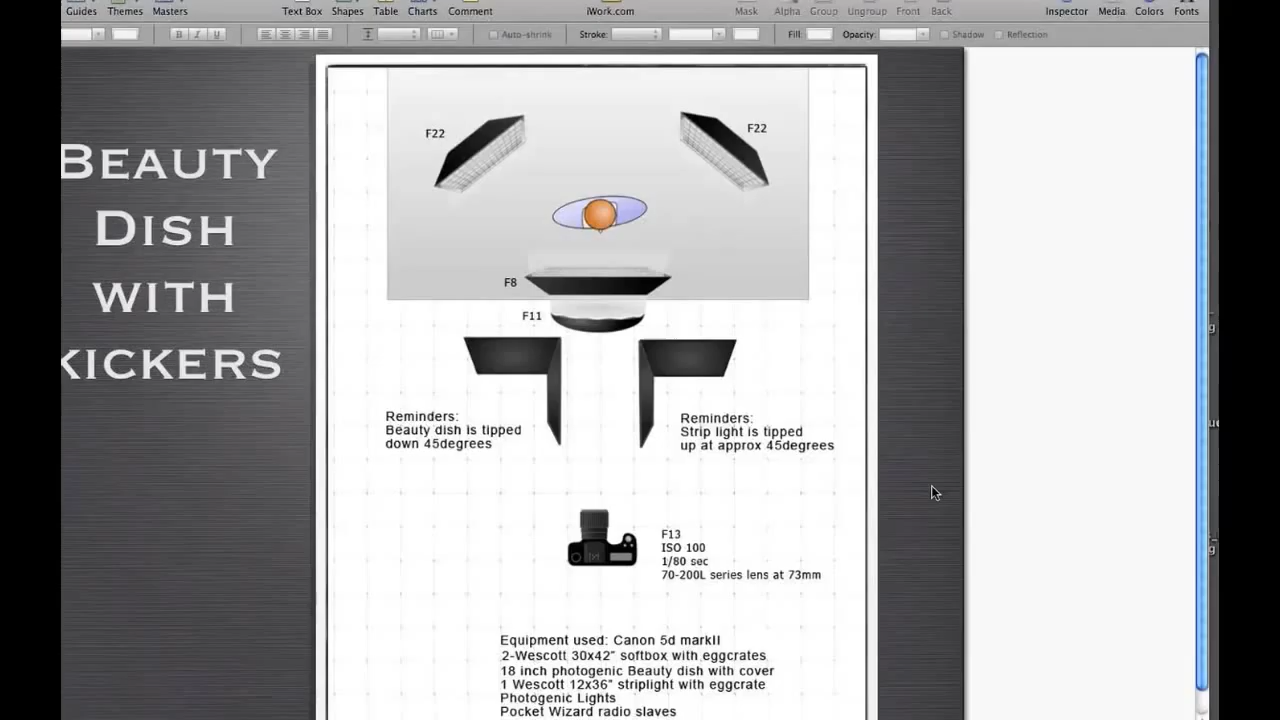 Guides Themes Masters Text Box Shapes Table Charts Comment iWork.com Mask Alpha Group Ungroup Front Back Inspector Media Colors Fonts
B I U Auto-shrink Stroke: Fill: Opacity: Shadow Reflection
BEAUTY
DISH
WITH
KICKERS
F22
F22
F8
F11
Reminders:
Beauty dish is tipped
down 45degrees
Reminders:
Strip light is tipped
up at approx 45degrees
F13
ISO 100
1/80 sec
70-200L series lens at 73mm
Equipment used: Canon 5d markII
2-Wescott 30x42" softbox with eggcrates
18 inch photogenic Beauty dish with cover
1 Wescott 12x36" striplight with eggcrate
Photogenic Lights
Pocket Wizard radio slaves